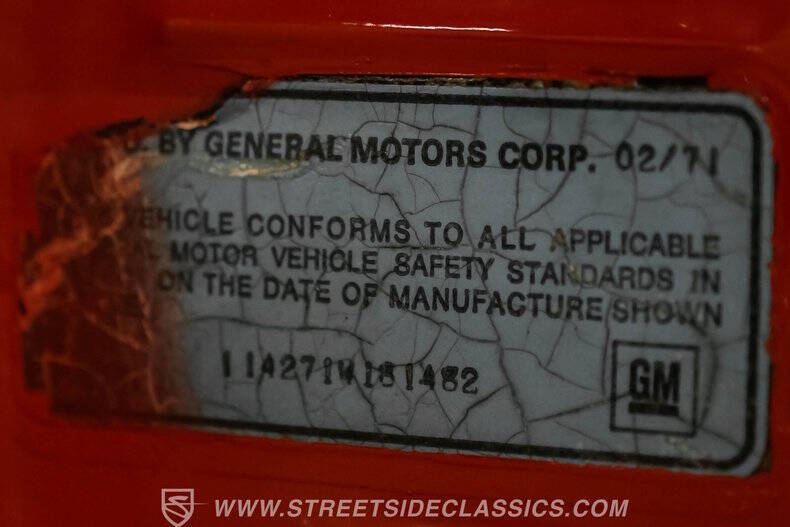 BY GENERAL MOTORS CORP. 02/71
VEHICLE CONFORMS TO ALL APPLICABLE
MOTOR VEHICLE SAFETY STANDARDS IN
ON THE DATE OF MANUFACTURE SHOWN
114271W181482
GM
WWW.STREETSIDECLASSICS.COM